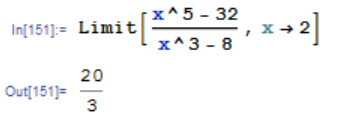 In[151]:= Limit[(x^5 - 32)/(x^3 - 8), x → 2]
Out[151]= 20/3